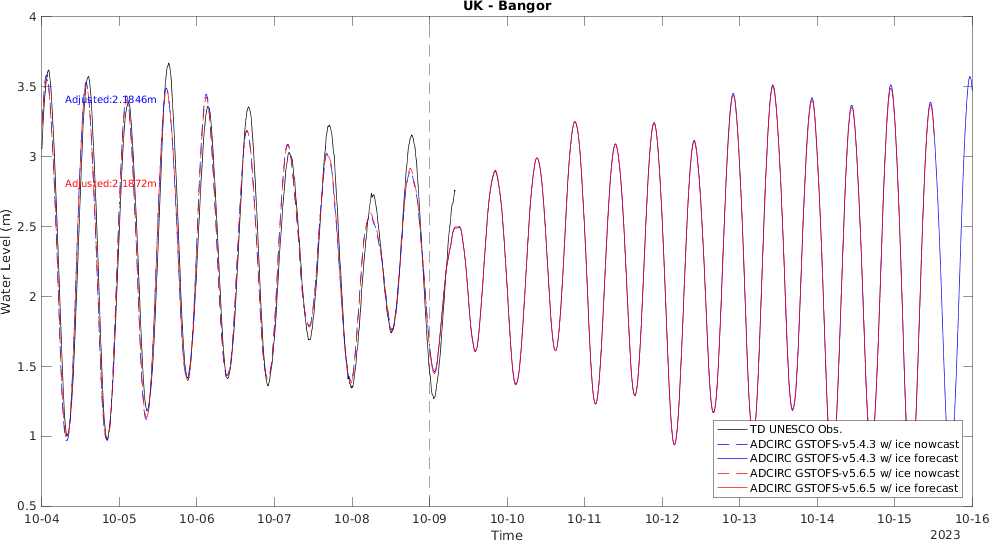 UK - Bangor
4
3.5
3
2.5
2
1.5
1
0.5
Water Level (m)
Adjusted:2.1846m
Adjusted:2.1872m
TD UNESCO Obs.
ADCIRC GSTOFS-v5.4.3 w/ ice nowcast
ADCIRC GSTOFS-v5.4.3 w/ ice forecast
ADCIRC GSTOFS-v5.6.5 w/ ice nowcast
ADCIRC GSTOFS-v5.6.5 w/ ice forecast
10-04 10-05 10-06 10-07 10-08 10-09 10-10 10-11 10-12 10-13 10-14 10-15 10-16
Time
2023